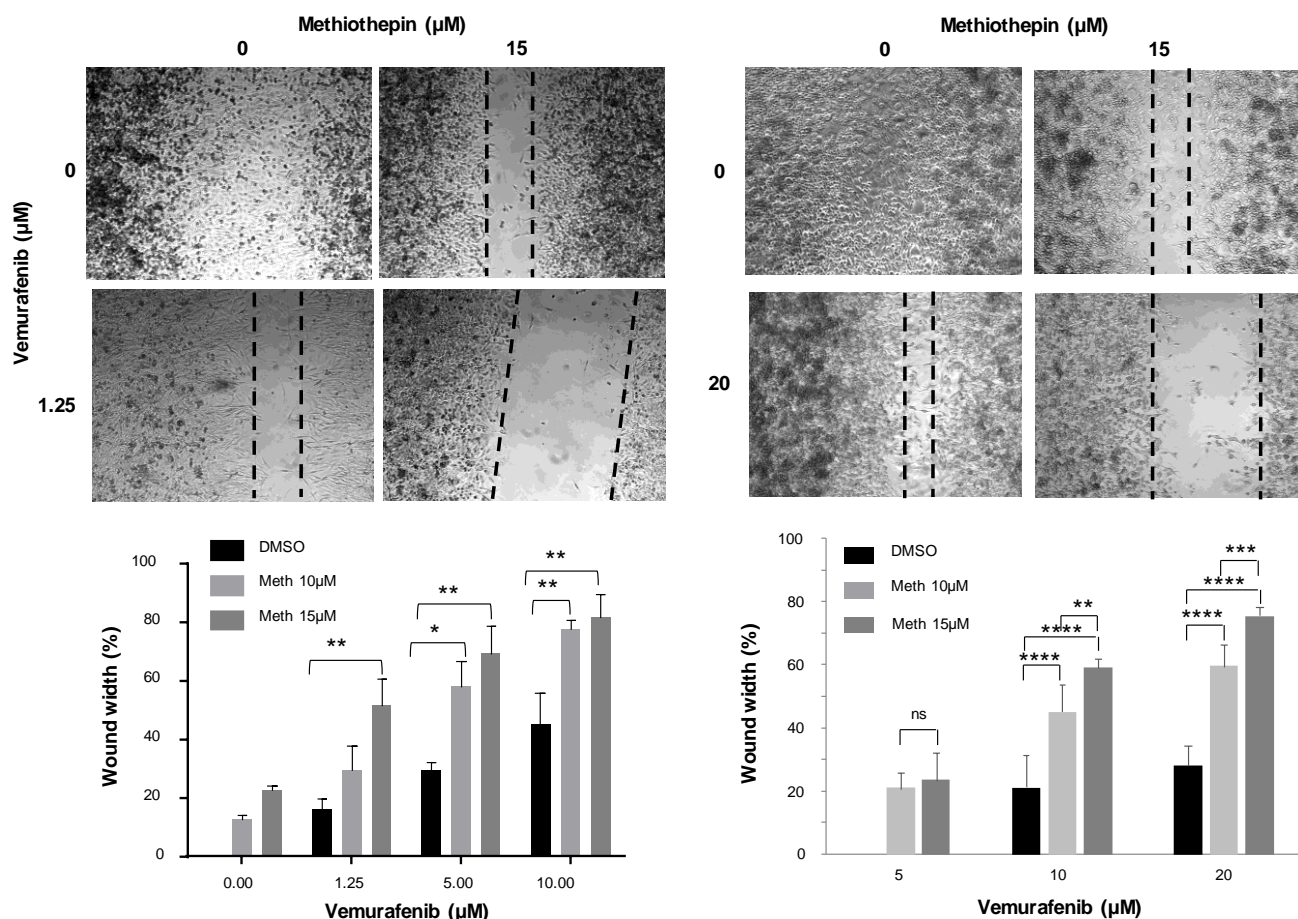 Methiothepin (µM)
0 15
Vemurafenib (µM)
0
1.25
Methiothepin (µM)
0 15
0
20
DMSO
Meth 10µM
Meth 15µM
Wound width (%)
100
80
60
40
20
0
**
*
**
**
**
0.00 1.25 5.00 10.00
Vemurafenib (µM)
DMSO
Meth 10µM
Meth 15µM
Wound width (%)
100
80
60
40
20
0
ns
****
****
**
****
****
***
5 10 20
Vemurafenib (µM)